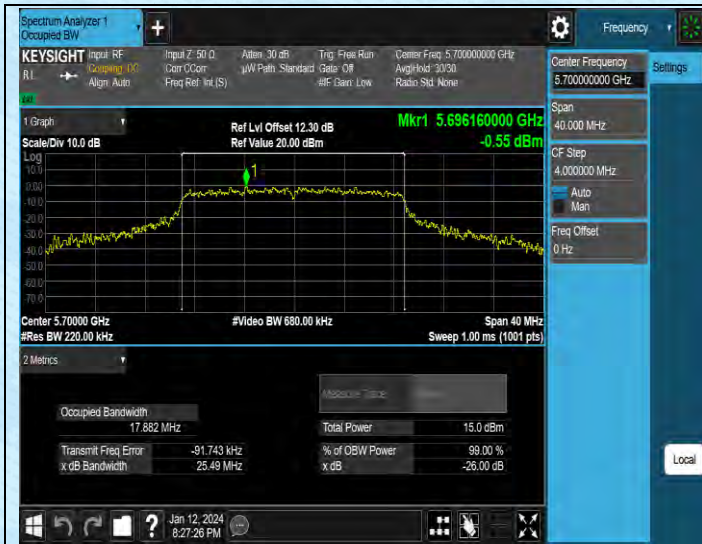 Spectrum Analyzer 1
Occupied BW
+
Frequency
KEYSIGHT
RL
Input: RF
Coupling: DC
Align: Auto
Input Z: 50 Ω
Corr CCorr
Freq Ref: Int (S)
Atten: 30 dB
µW Path: Standard
Trig: Free Run
Gate: Off
#IF Gain: Low
Center Freq: 5.700000000 GHz
Avg|Hold: 30/30
Radio Std: None
1 Graph
Scale/Div 10.0 dB
Ref Lvl Offset 12.30 dB
Ref Value 20.00 dBm
Mkr1 5.696160000 GHz
-0.55 dBm
Log
10.0
0.00
-10.0
-20.0
-30.0
-40.0
-50.0
-60.0
-70.0
1
Center 5.70000 GHz
#Res BW 220.00 kHz
#Video BW 680.00 kHz
Span 40 MHz
Sweep 1.00 ms (1001 pts)
2 Metrics
Measure Trace
Occupied Bandwidth
17.882 MHz
Total Power 15.0 dBm
Transmit Freq Error -91.743 kHz
% of OBW Power 99.00 %
x dB Bandwidth 25.49 MHz
x dB -26.00 dB
Center Frequency
5.700000000 GHz
Span
40.000 MHz
CF Step
4.000000 MHz
Auto
Man
Freq Offset
0 Hz
Settings
Local
?
Jan 12, 2024
8:27:26 PM